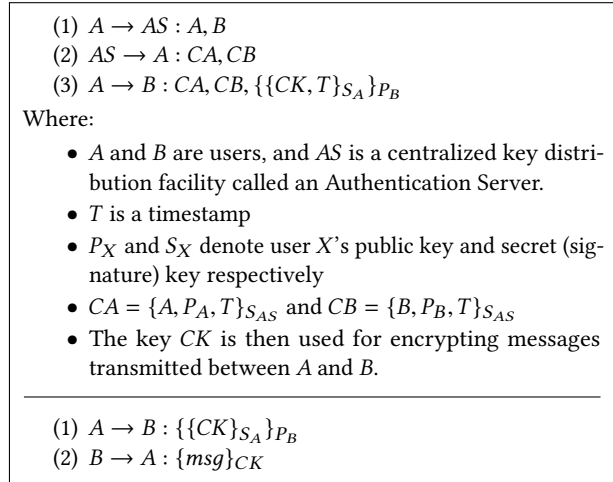 (1) A → AS : A, B
(2) AS → A : CA, CB
(3) A → B : CA, CB, {{CK, T}_{S_A}}_{P_B}
Where:
• A and B are users, and AS is a centralized key distri-
bution facility called an Authentication Server.
• T is a timestamp
• P_X and S_X denote user X's public key and secret (sig-
nature) key respectively
• CA = {A, P_A, T}_{S_{AS}} and CB = {B, P_B, T}_{S_{AS}}
• The key CK is then used for encrypting messages
transmitted between A and B.
(1) A → B : {{CK}_{S_A}}_{P_B}
(2) B → A : {msg}_{CK}